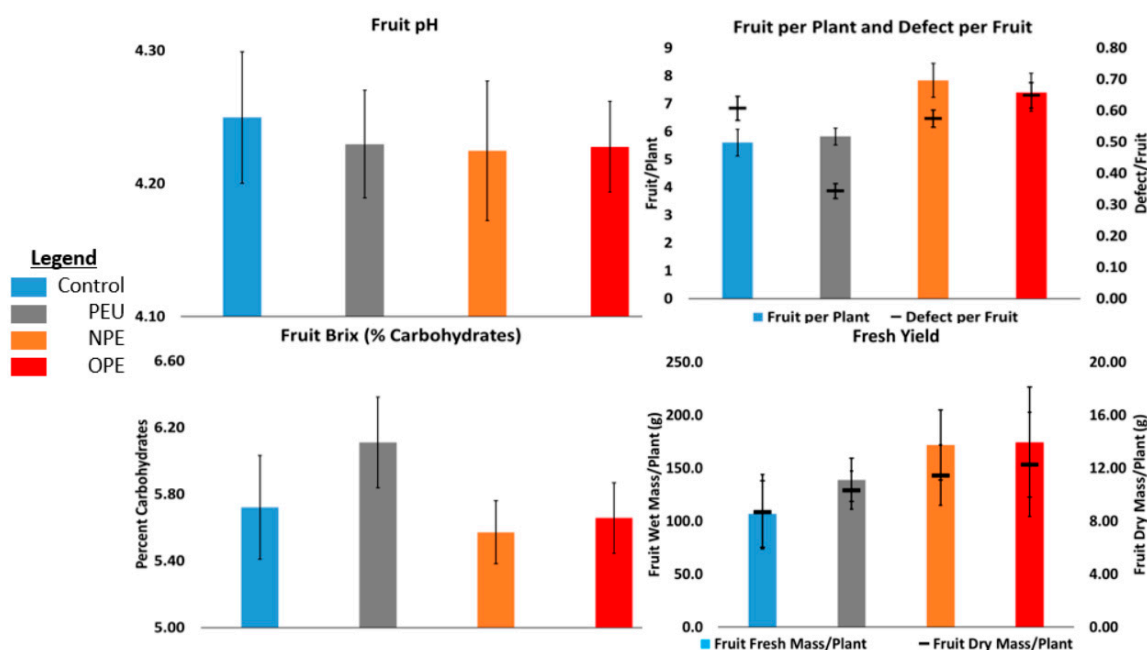 Fruit pH
4.30
4.20
4.10
Fruit per Plant and Defect per Fruit
Fruit/Plant
9
8
7
6
5
4
3
2
1
0
0.80
0.70
0.60
0.50
0.40
0.30
0.20
0.10
0.00
Defect/Fruit
Fruit per Plant
Defect per Fruit
Legend
Control
PEU
NPE
OPE
Fruit Brix (% Carbohydrates)
Percent Carbohydrates
6.60
6.20
5.80
5.40
5.00
Fresh Yield
Fruit Wet Mass/Plant (g)
250.0
200.0
150.0
100.0
50.0
0.0
20.00
16.00
12.00
8.00
4.00
0.00
Fruit Dry Mass/Plant (g)
Fruit Fresh Mass/Plant
Fruit Dry Mass/Plant